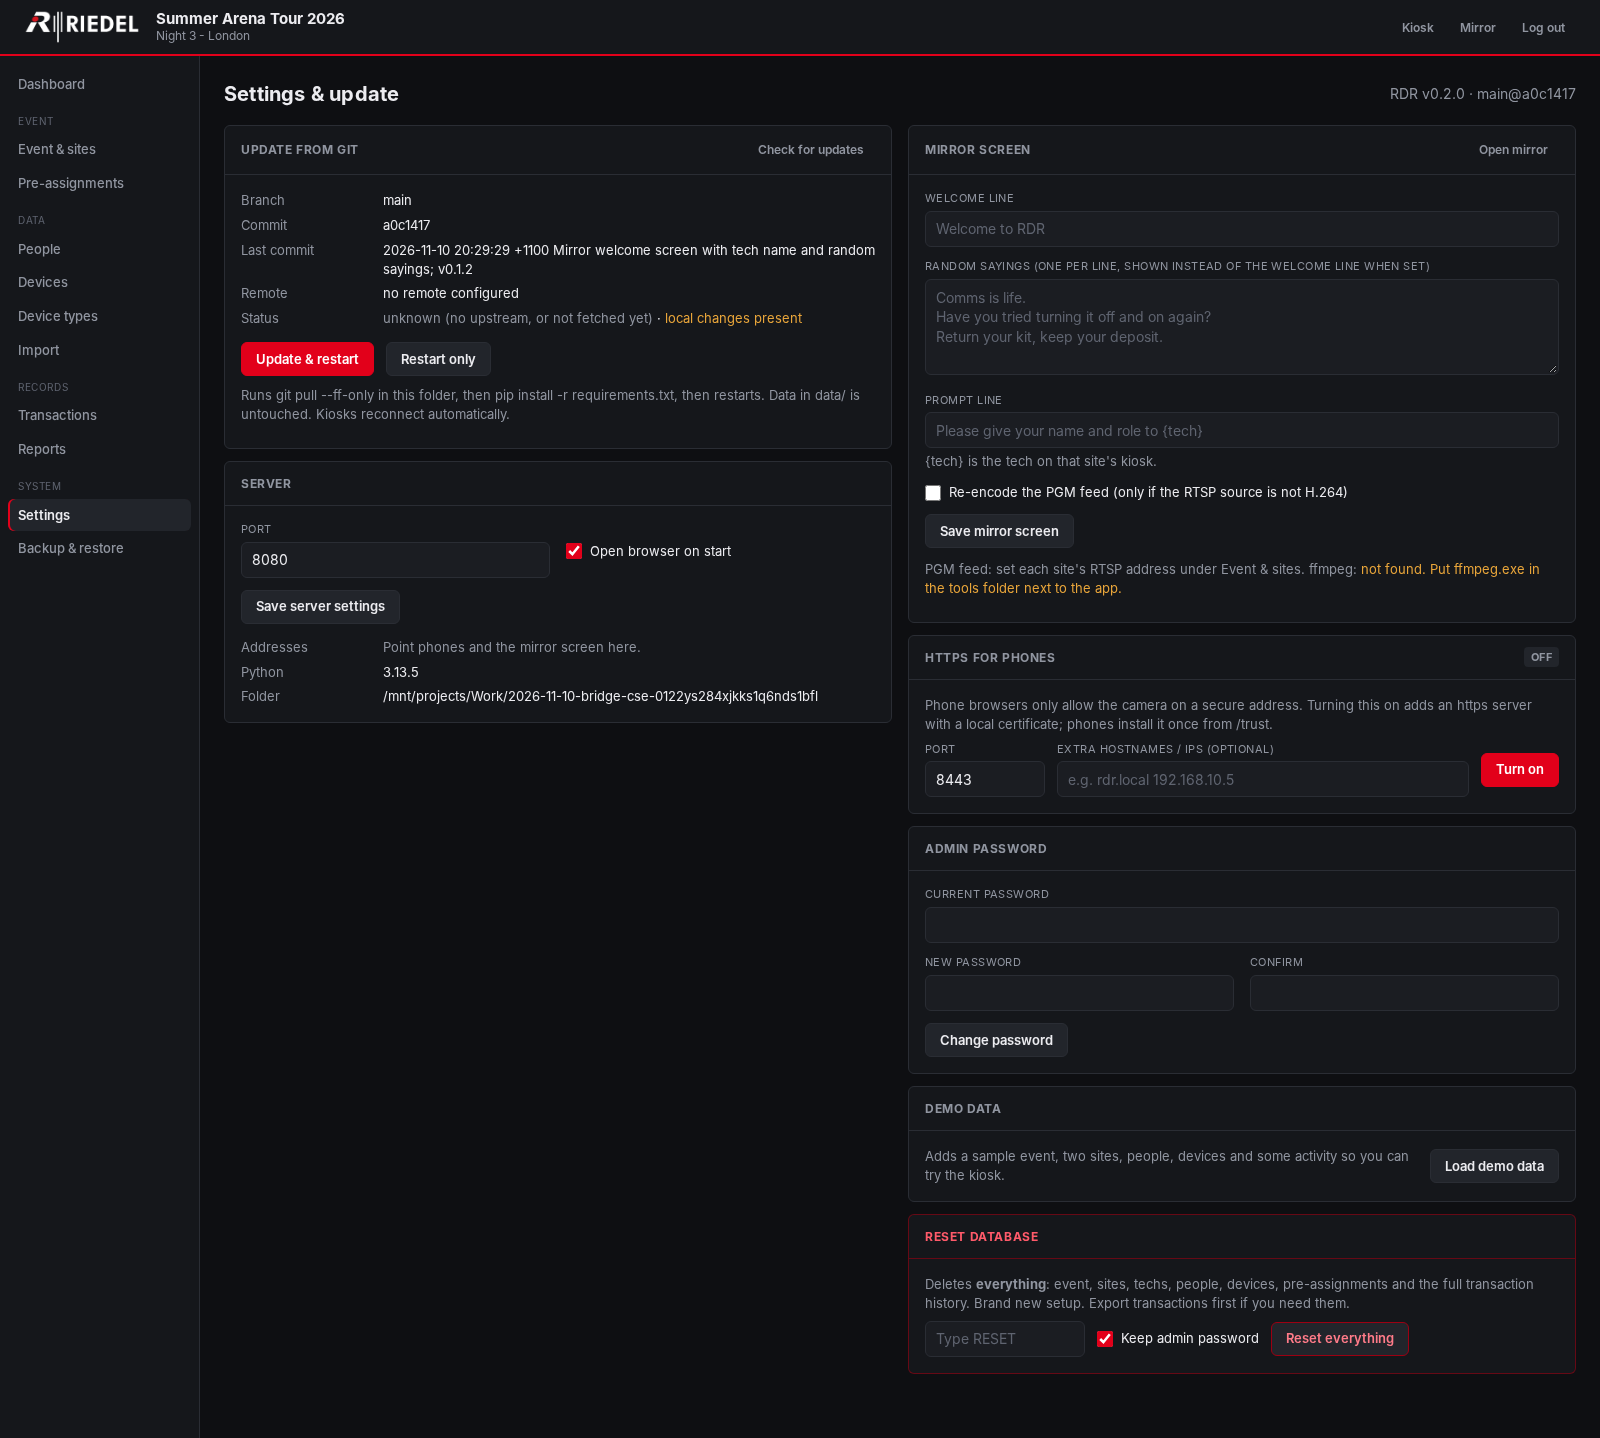 RIEDEL
Summer Arena Tour 2026
Night 3 - London
Kiosk
Mirror
Log out
Dashboard
EVENT
Event & sites
Pre-assignments
DATA
People
Devices
Device types
Import
RECORDS
Transactions
Reports
SYSTEM
Settings
Backup & restore
Settings & update
RDR v0.2.0 · main@a0c1417
UPDATE FROM GIT
Check for updates
Branch main
Commit a0c1417
Last commit 2026-11-10 20:29:29 +1100 Mirror welcome screen with tech name and random
sayings; v0.1.2
Remote no remote configured
Status unknown (no upstream, or not fetched yet) · local changes present
Update & restart
Restart only
Runs git pull --ff-only in this folder, then pip install -r requirements.txt, then restarts. Data in data/ is
untouched. Kiosks reconnect automatically.
SERVER
PORT
8080
Open browser on start
Save server settings
Addresses Point phones and the mirror screen here.
Python 3.13.5
Folder /mnt/projects/Work/2026-11-10-bridge-cse-0122ys284xjkks1q6nds1bfl
MIRROR SCREEN
Open mirror
WELCOME LINE
Welcome to RDR
RANDOM SAYINGS (ONE PER LINE, SHOWN INSTEAD OF THE WELCOME LINE WHEN SET)
Comms is life.
Have you tried turning it off and on again?
Return your kit, keep your deposit.
PROMPT LINE
Please give your name and role to {tech}
{tech} is the tech on that site's kiosk.
Re-encode the PGM feed (only if the RTSP source is not H.264)
Save mirror screen
PGM feed: set each site's RTSP address under Event & sites. ffmpeg: not found. Put ffmpeg.exe in
the tools folder next to the app.
HTTPS FOR PHONES
OFF
Phone browsers only allow the camera on a secure address. Turning this on adds an https server
with a local certificate; phones install it once from /trust.
PORT
EXTRA HOSTNAMES / IPS (OPTIONAL)
8443
e.g. rdr.local 192.168.10.5
Turn on
ADMIN PASSWORD
CURRENT PASSWORD
NEW PASSWORD
CONFIRM
Change password
DEMO DATA
Adds a sample event, two sites, people, devices and some activity so you can
try the kiosk.
Load demo data
RESET DATABASE
Deletes everything: event, sites, techs, people, devices, pre-assignments and the full transaction
history. Brand new setup. Export transactions first if you need them.
Type RESET
Keep admin password
Reset everything